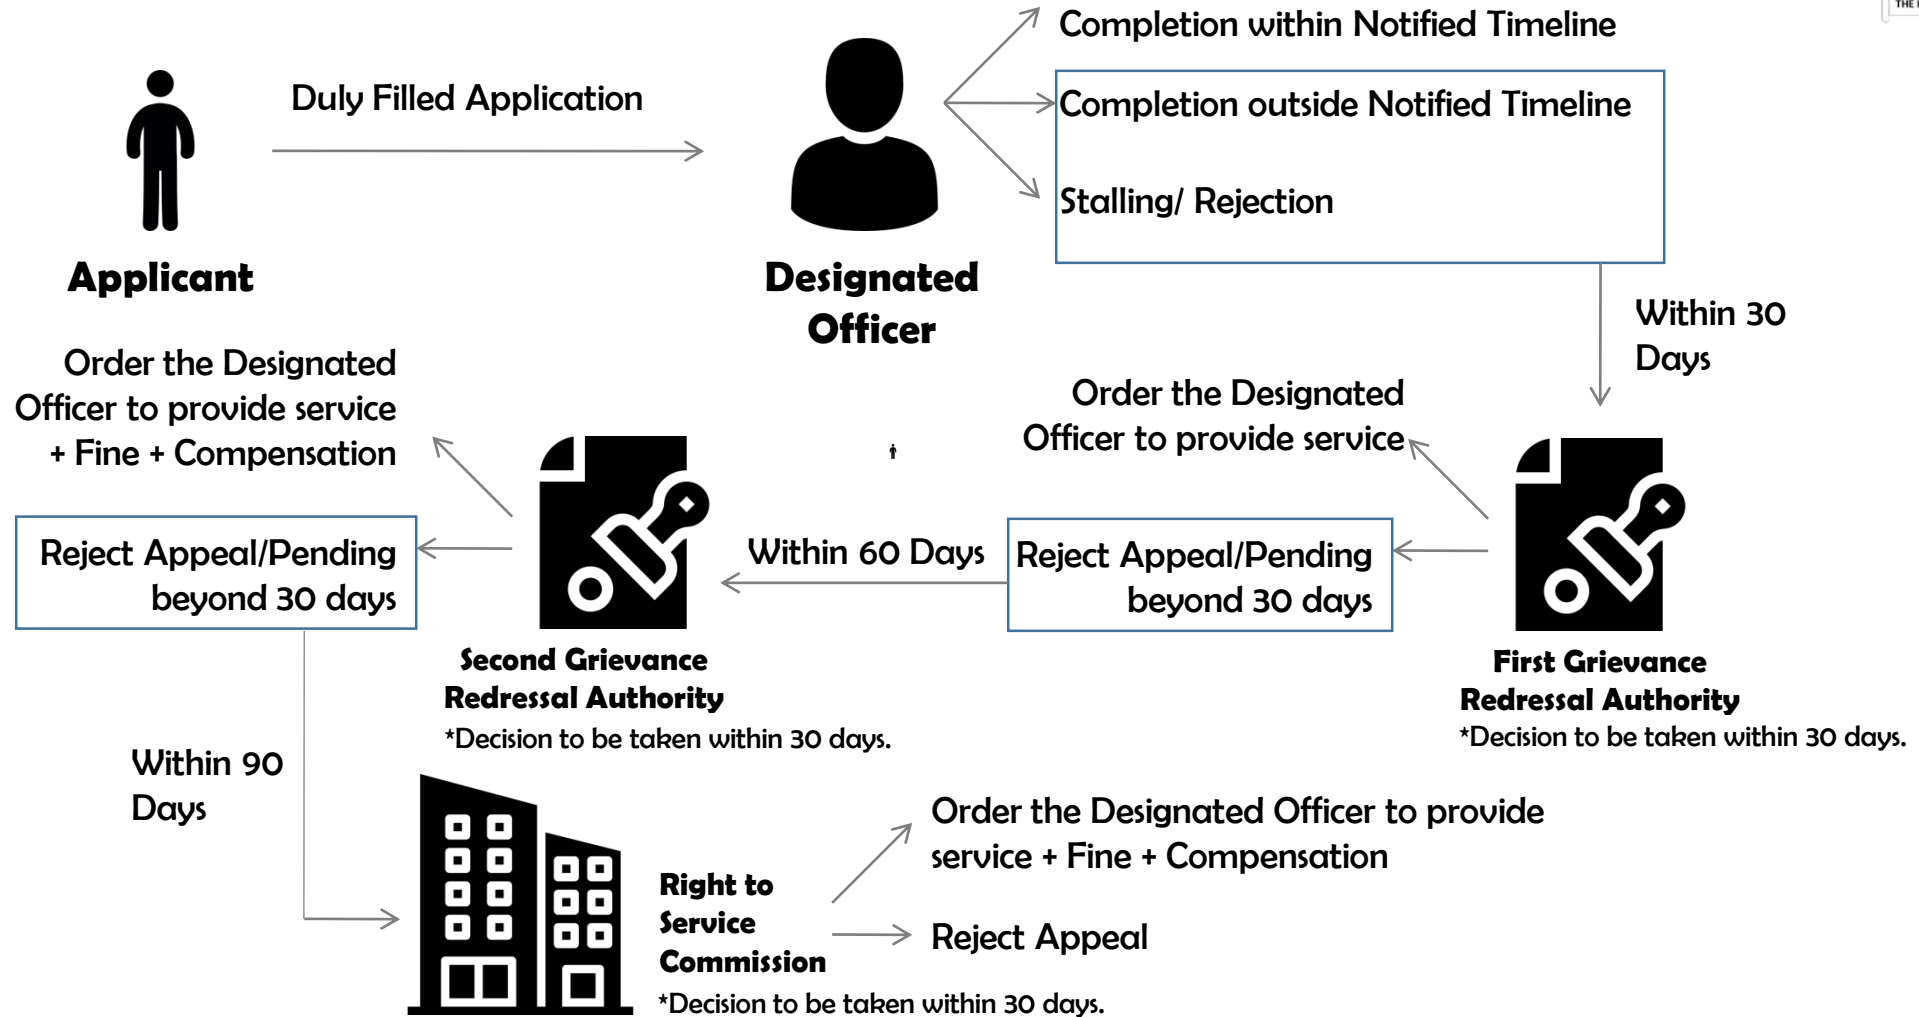 THE
Completion within Notified Timeline
Duly Filled Application
Completion outside Notified Timeline
Stalling/ Rejection
Applicant
Designated
Officer
Within 30
Days
Order the Designated
Officer to provide service
+ Fine + Compensation
Order the Designated
Officer to provide service
Reject Appeal/Pending
beyond 30 days
Within 60 Days
Reject Appeal/Pending
beyond 30 days
Second Grievance
Redressal Authority
*Decision to be taken within 30 days.
First Grievance
Redressal Authority
*Decision to be taken within 30 days.
Within 90
Days
Right to
Service
Commission
*Decision to be taken within 30 days.
Order the Designated Officer to provide
service + Fine + Compensation
Reject Appeal